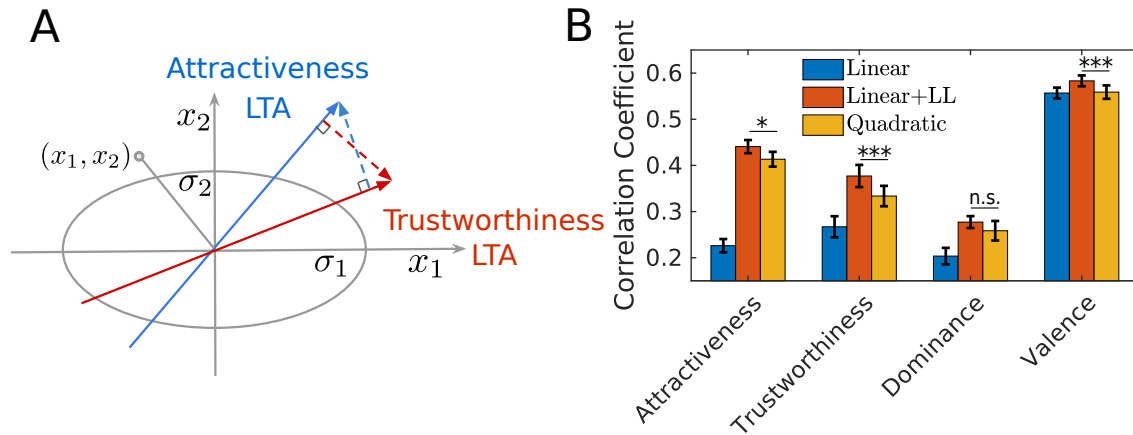 A
Attractiveness
LTA
x₂
(x₁, x₂)
σ₂
Trustworthiness
LTA
σ₁
x₁
B
Correlation Coefficient
0.6
0.5
0.4
0.3
0.2
Linear
Linear+LL
Quadratic
*
***
n.s.
***
Attractiveness
Trustworthiness
Dominance
Valence